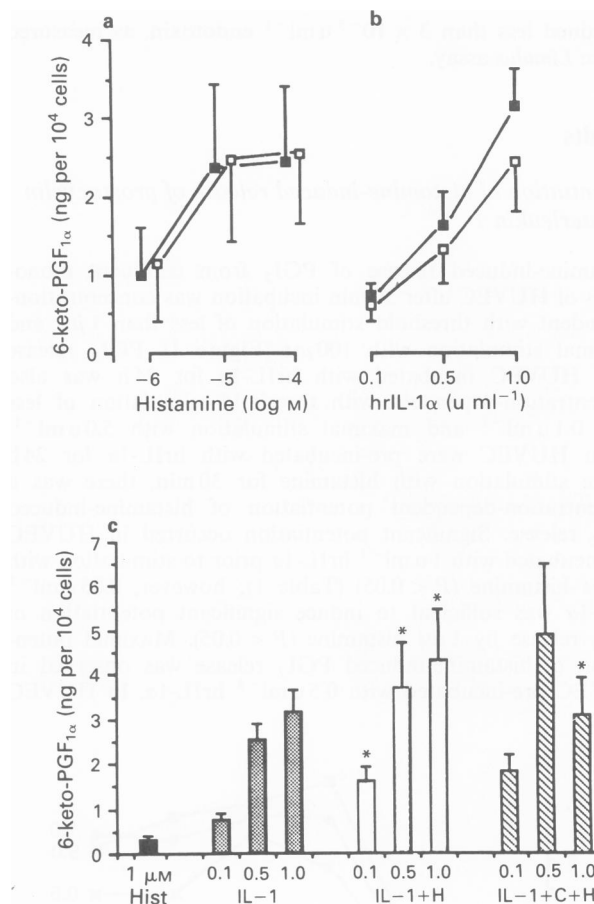 a
b
6-keto-PGF₁α (ng per 10⁴ cells)
4
3
2
1
0
−6 −5 −4
Histamine (log M)
0.1 0.5 1.0
hrIL-1α (u ml⁻¹)
c
6-keto-PGF₁α (ng per 10⁴ cells)
7
6
5
4
3
2
1
0
* * * *
1 μM 0.1 0.5 1.0 0.1 0.5 1.0 0.1 0.5 1.0
Hist IL-1 IL-1+H IL-1+C+H